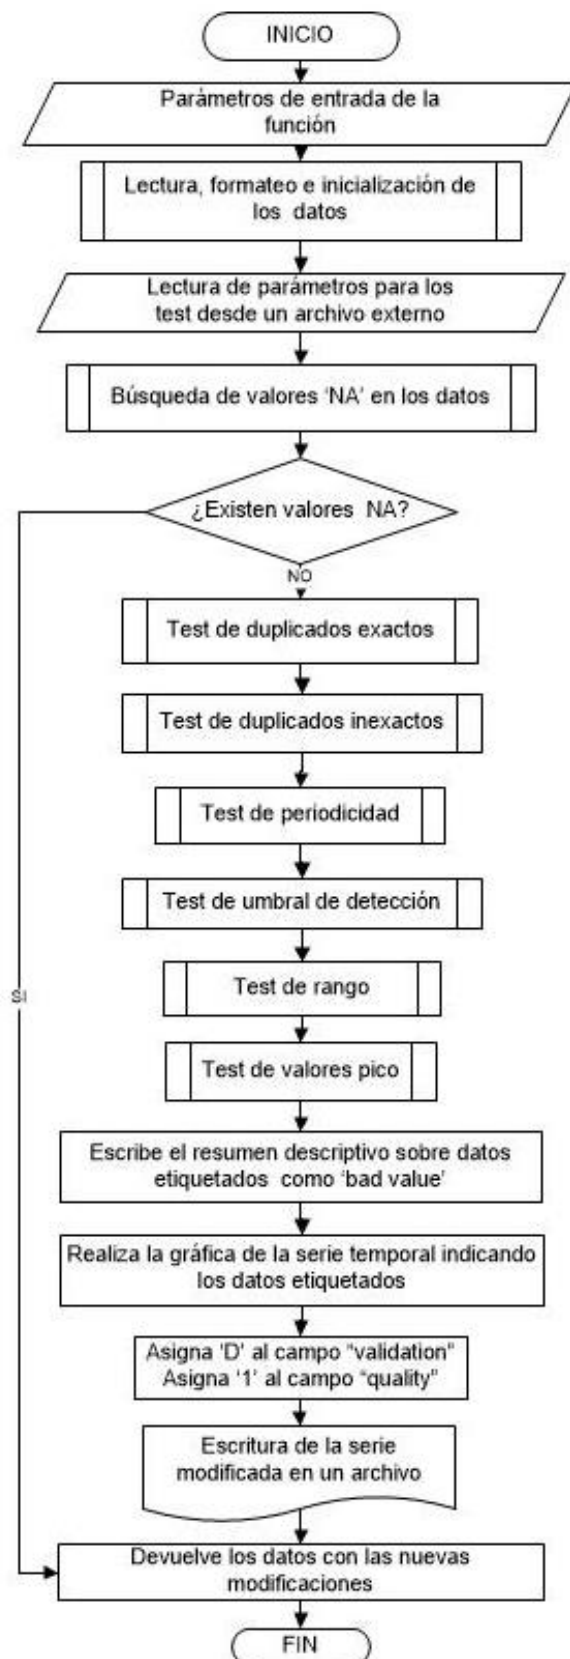 INICIO
Parámetros de entrada de la
función
Lectura, formateo e inicialización de
los datos
Lectura de parámetros para los
test desde un archivo externo
Búsqueda de valores ‘NA’ en los datos
¿Existen valores NA?
NO
Test de duplicados exactos
Test de duplicados inexactos
Test de periodicidad
Test de umbral de detección
SI
Test de rango
Test de valores pico
Escribe el resumen descriptivo sobre datos
etiquetados como ‘bad value’
Realiza la gráfica de la serie temporal indicando
los datos etiquetados
Asigna ‘D’ al campo “validation“
Asigna ‘1’ al campo “quality”
Escritura de la serie
modificada en un archivo
Devuelve los datos con las nuevas
modificaciones
FIN